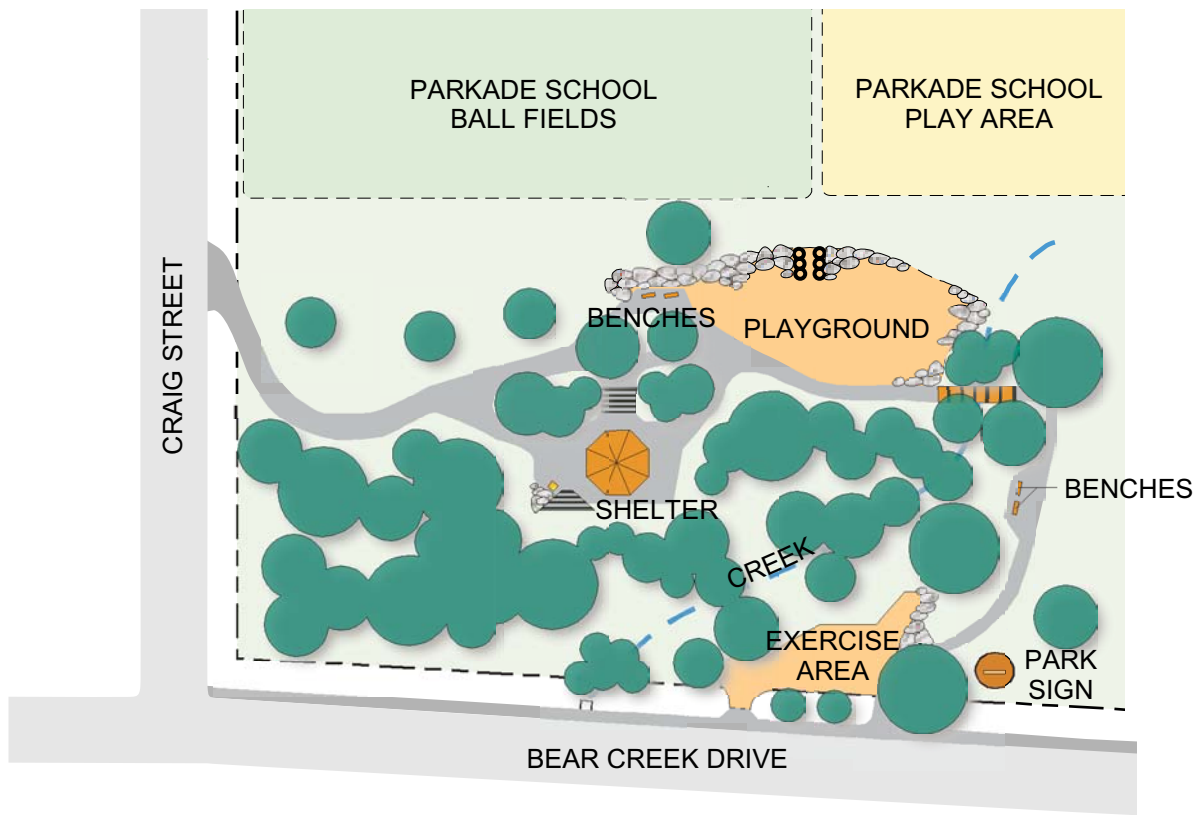 PARKADE SCHOOL
BALL FIELDS
PARKADE SCHOOL
PLAY AREA
CRAIG STREET
BENCHES
PLAYGROUND
SHELTER
BENCHES
CREEK
EXERCISE
AREA
PARK
SIGN
BEAR CREEK DRIVE